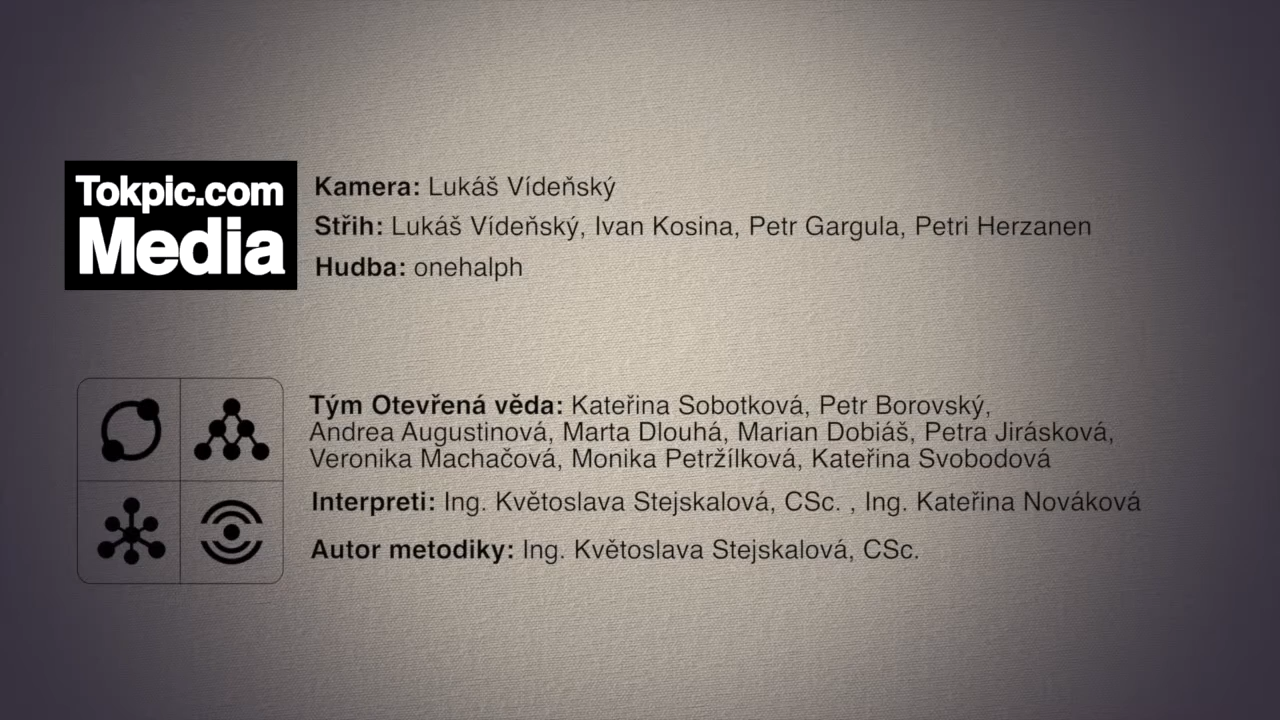 Tokpic.com
Media
Kamera: Lukáš Vídeňský
Střih: Lukáš Vídeňský, Ivan Kosina, Petr Gargula, Petri Herzanen
Hudba: onehalph
Tým Otevřená věda: Kateřina Sobotková, Petr Borovský,
Andrea Augustinová, Marta Dlouhá, Marian Dobiáš, Petra Jirásková,
Veronika Machačová, Monika Petržílková, Kateřina Svobodová
Interpreti: Ing. Květoslava Stejskalová, CSc. , Ing. Kateřina Nováková
Autor metodiky: Ing. Květoslava Stejskalová, CSc.